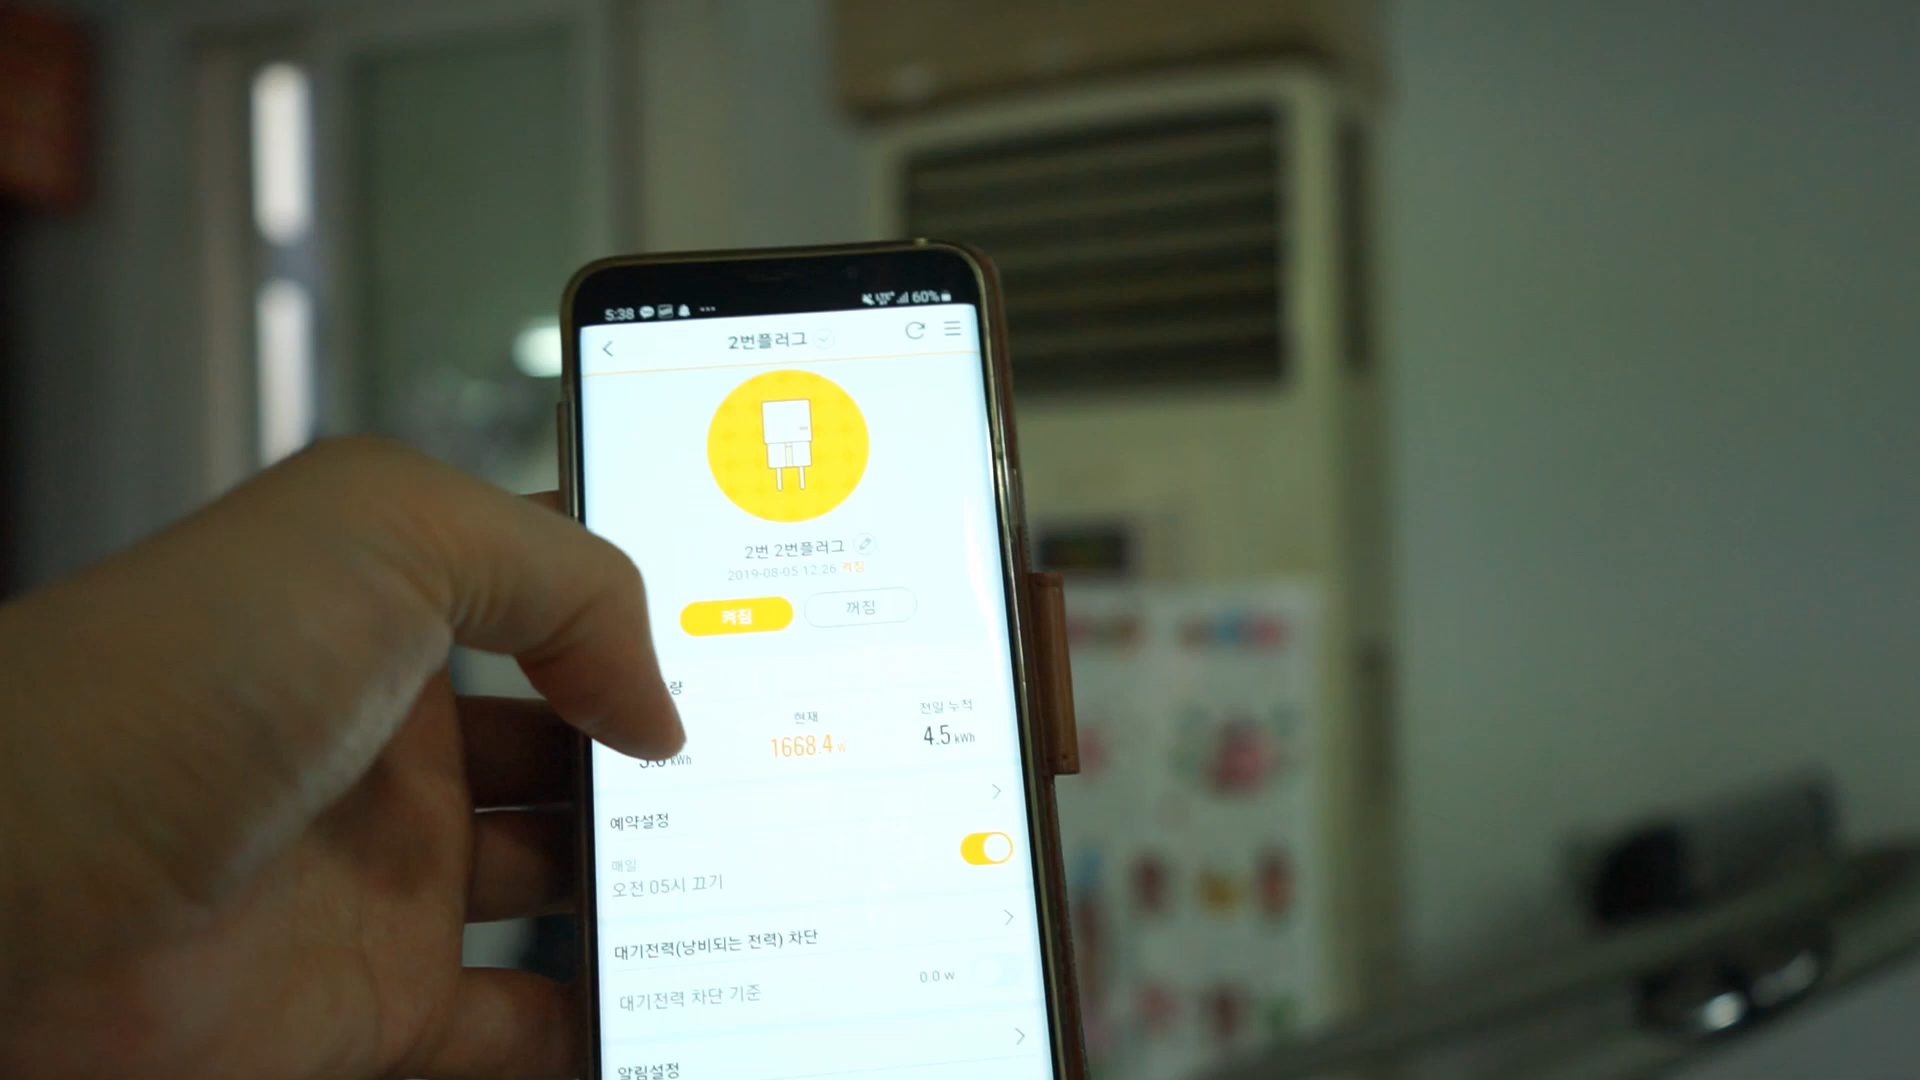 5:38 60%
2번플러그
2번 2번플러그
2019-08-05 12:26 켜짐
켜짐 꺼짐
량
현재 전일 누적
kWh 1668.4 W 4.5 kWh
예약설정
매일
오전 05시 끄기
대기전력(낭비되는 전력) 차단
대기전력 차단 기준 0.0 w
알림설정